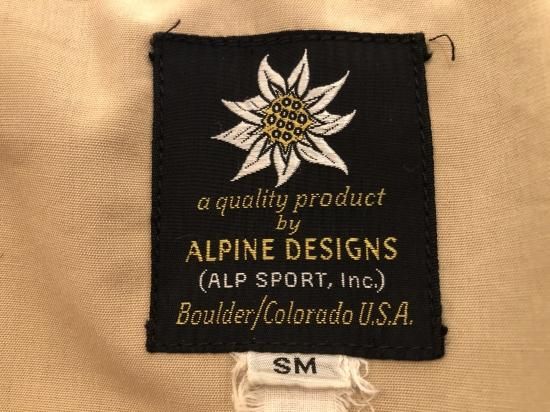 a quality product
by
ALPINE DESIGNS
(ALP SPORT, Inc.)
Boulder/Colorado U.S.A.
SM